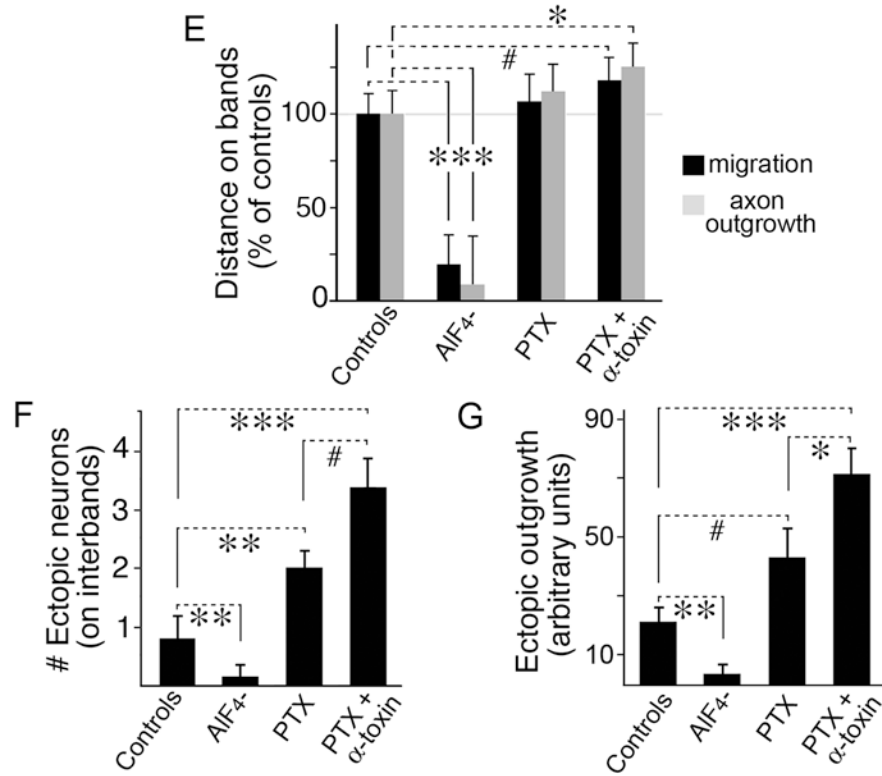 E
Distance on bands
(% of controls)
100
50
0
*
#
***
migration
axon
outgrowth
Controls
AlF₄-
PTX
PTX +
α-toxin
F
# Ectopic neurons
(on interbands)
4
3
2
1
***
#
**
**
Controls
AlF₄-
PTX
PTX +
α-toxin
G
Ectopic outgrowth
(arbitrary units)
90
50
10
***
*
#
**
Controls
AlF₄-
PTX
PTX +
α-toxin